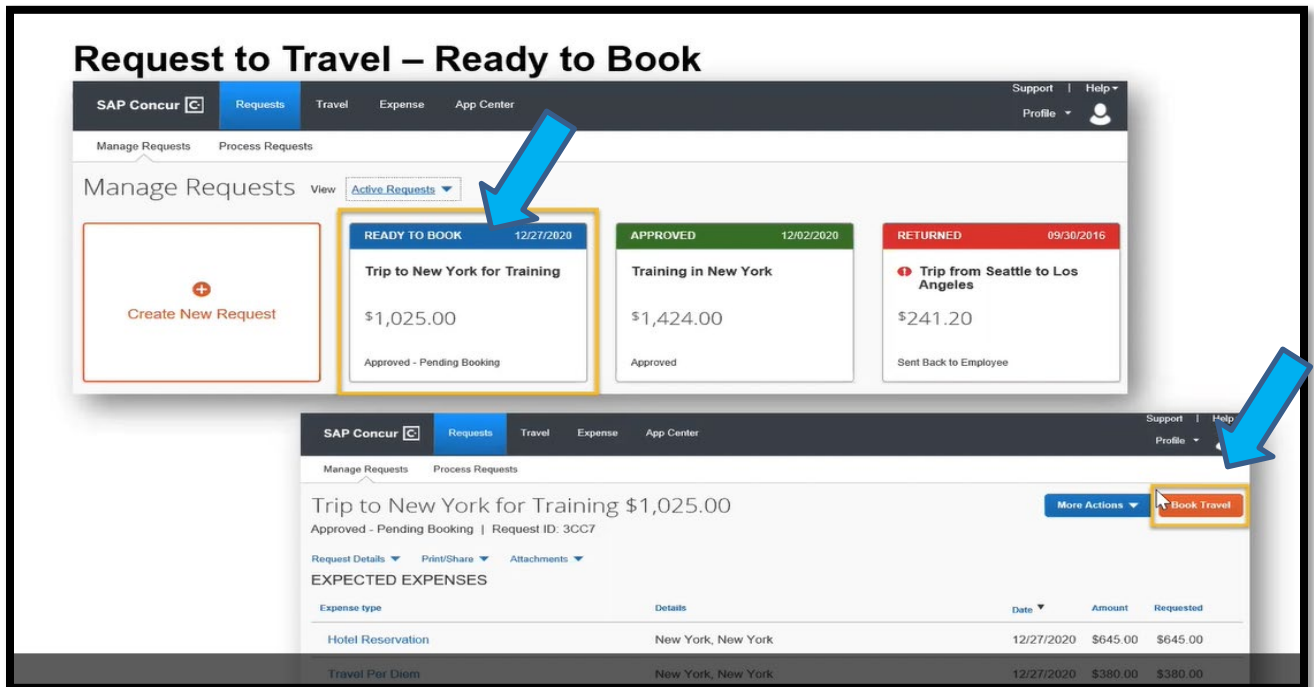 Request to Travel – Ready to Book
Support | Help
SAP Concur C Requests Travel Expense App Center
Profile
Manage Requests Process Requests
Manage Requests View Active Requests
READY TO BOOK 12/27/2020
Trip to New York for Training
$1,025.00
Approved - Pending Booking
APPROVED 12/02/2020
Training in New York
$1,424.00
Approved
RETURNED 09/30/2016
Trip from Seattle to Los
Angeles
$241.20
Sent Back to Employee
Create New Request
Support | Help
SAP Concur C Requests Travel Expense App Center
Profile
Manage Requests Process Requests
Trip to New York for Training $1,025.00
More Actions Book Travel
Approved - Pending Booking | Request ID: 3CC7
Request Details Print/Share Attachments
EXPECTED EXPENSES
Expense type Details Date Amount Requested
Hotel Reservation New York, New York 12/27/2020 $645.00 $645.00
Travel Per Diem New York, New York 12/27/2020 $380.00 $380.00